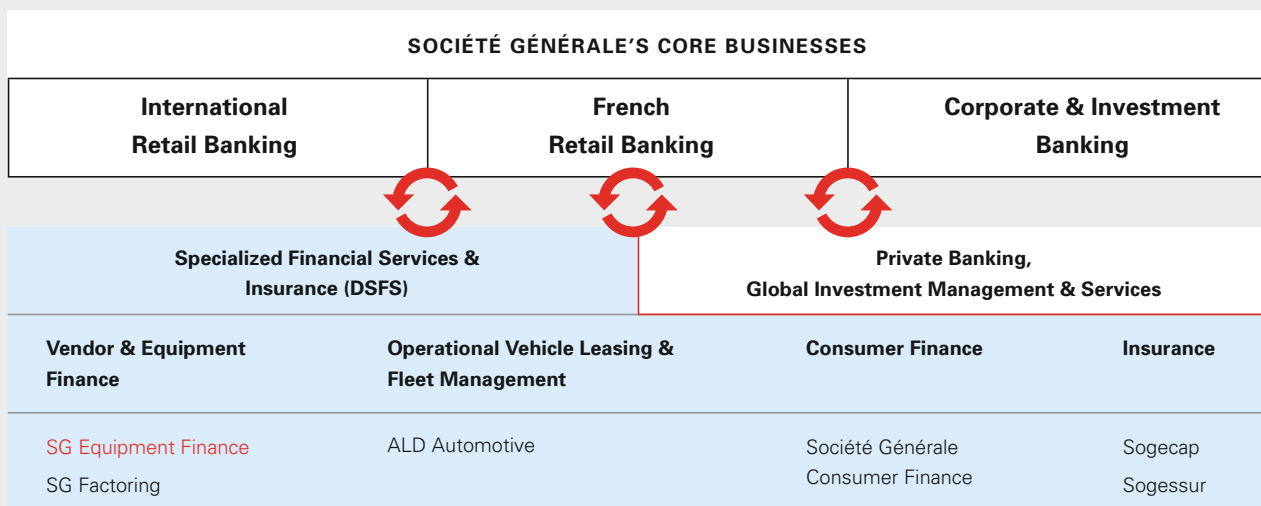 SOCIÉTÉ GÉNÉRALE’S CORE BUSINESSES
International
Retail Banking
French
Retail Banking
Corporate & Investment
Banking
Specialized Financial Services &
Insurance (DSFS)
Private Banking,
Global Investment Management & Services
Vendor & Equipment
Finance
Operational Vehicle Leasing &
Fleet Management
Consumer Finance
Insurance
SG Equipment Finance
SG Factoring
ALD Automotive
Société Générale
Consumer Finance
Sogecap
Sogessur